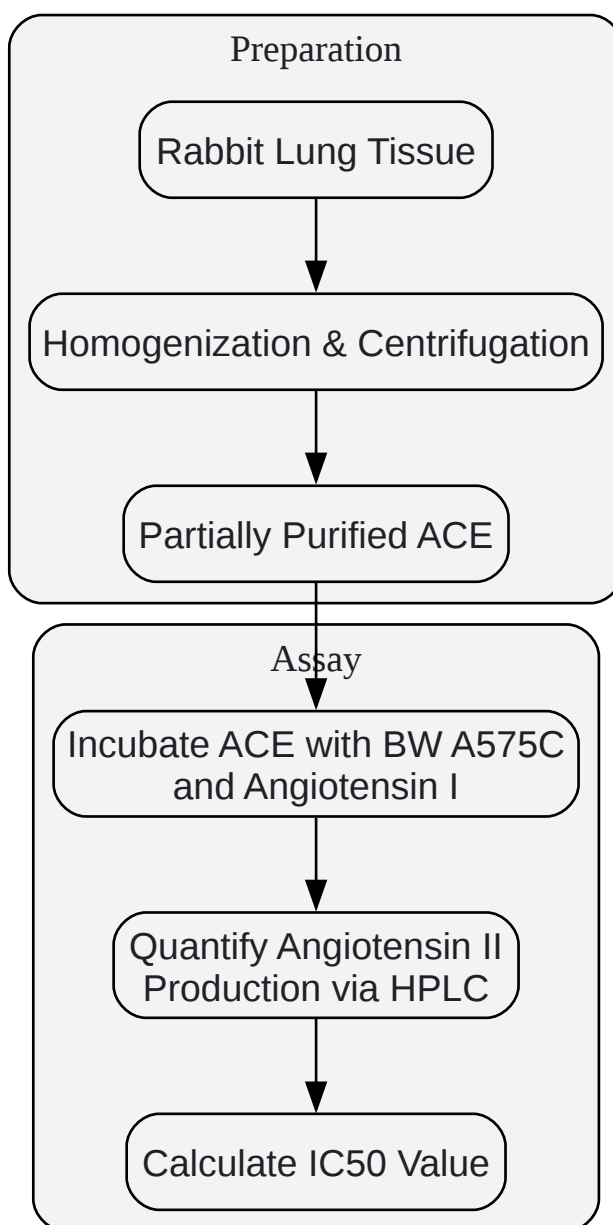 Preparation
Rabbit Lung Tissue
Homogenization & Centrifugation
Partially Purified ACE
Assay
Incubate ACE with BW A575C
and Angiotensin I
Quantify Angiotensin II
Production via HPLC
Calculate IC50 Value